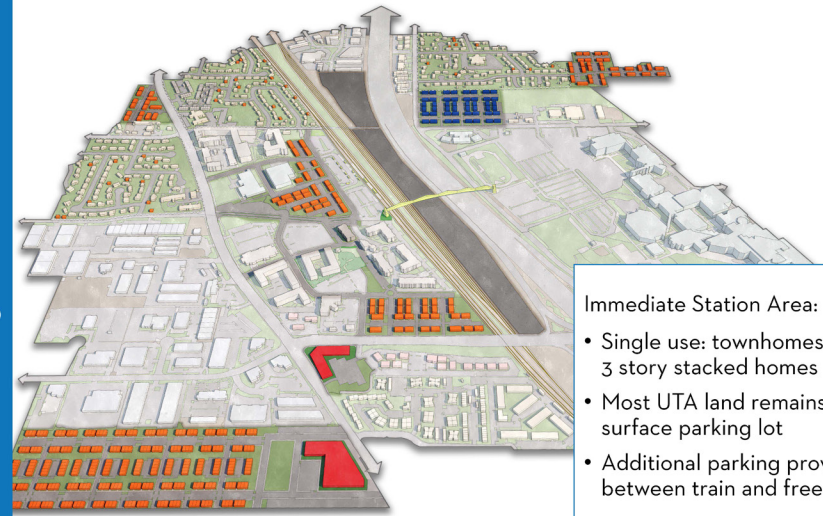 Immediate Station Area:
• Single use: townhomes
3 story stacked homes
• Most UTA land remains
surface parking lot
• Additional parking prov
between train and free